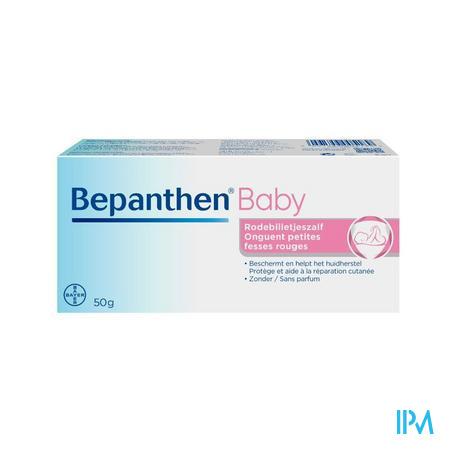 Bepanthen® Baby
Rodebilletjeszalf
Onguent petites
fesses rouges
• Beschermt en helpt het huidherstel
Protège et aide à la réparation cutanée
• Zonder / Sans parfum
BAYER
50g
IPM